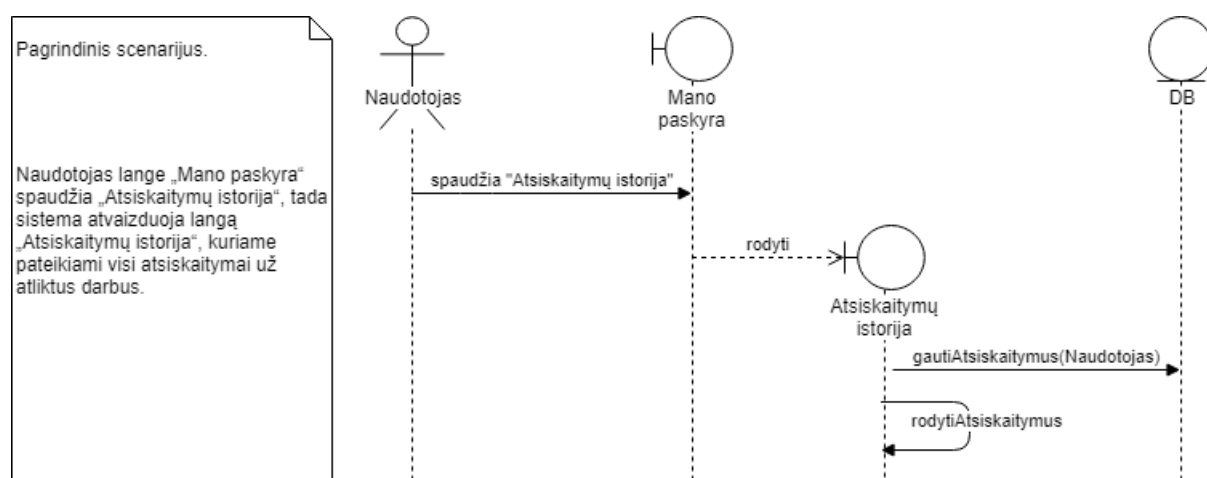 Pagrindinis scenarijus.
Naudotojas lange „Mano paskyra“
spaudžia „Atsiskaitymų istorija“, tada
sistema atvaizduoja langą
„Atsiskaitymų istorija“, kuriame
pateikiami visi atsiskaitymai už
atliktus darbus.
Naudotojas
Mano
paskyra
DB
spaudžia "Atsiskaitymų istorija"
rodyti
Atsiskaitymų
istorija
gautiAtsiskaitymus(Naudotojas)
rodytiAtsiskaitymus